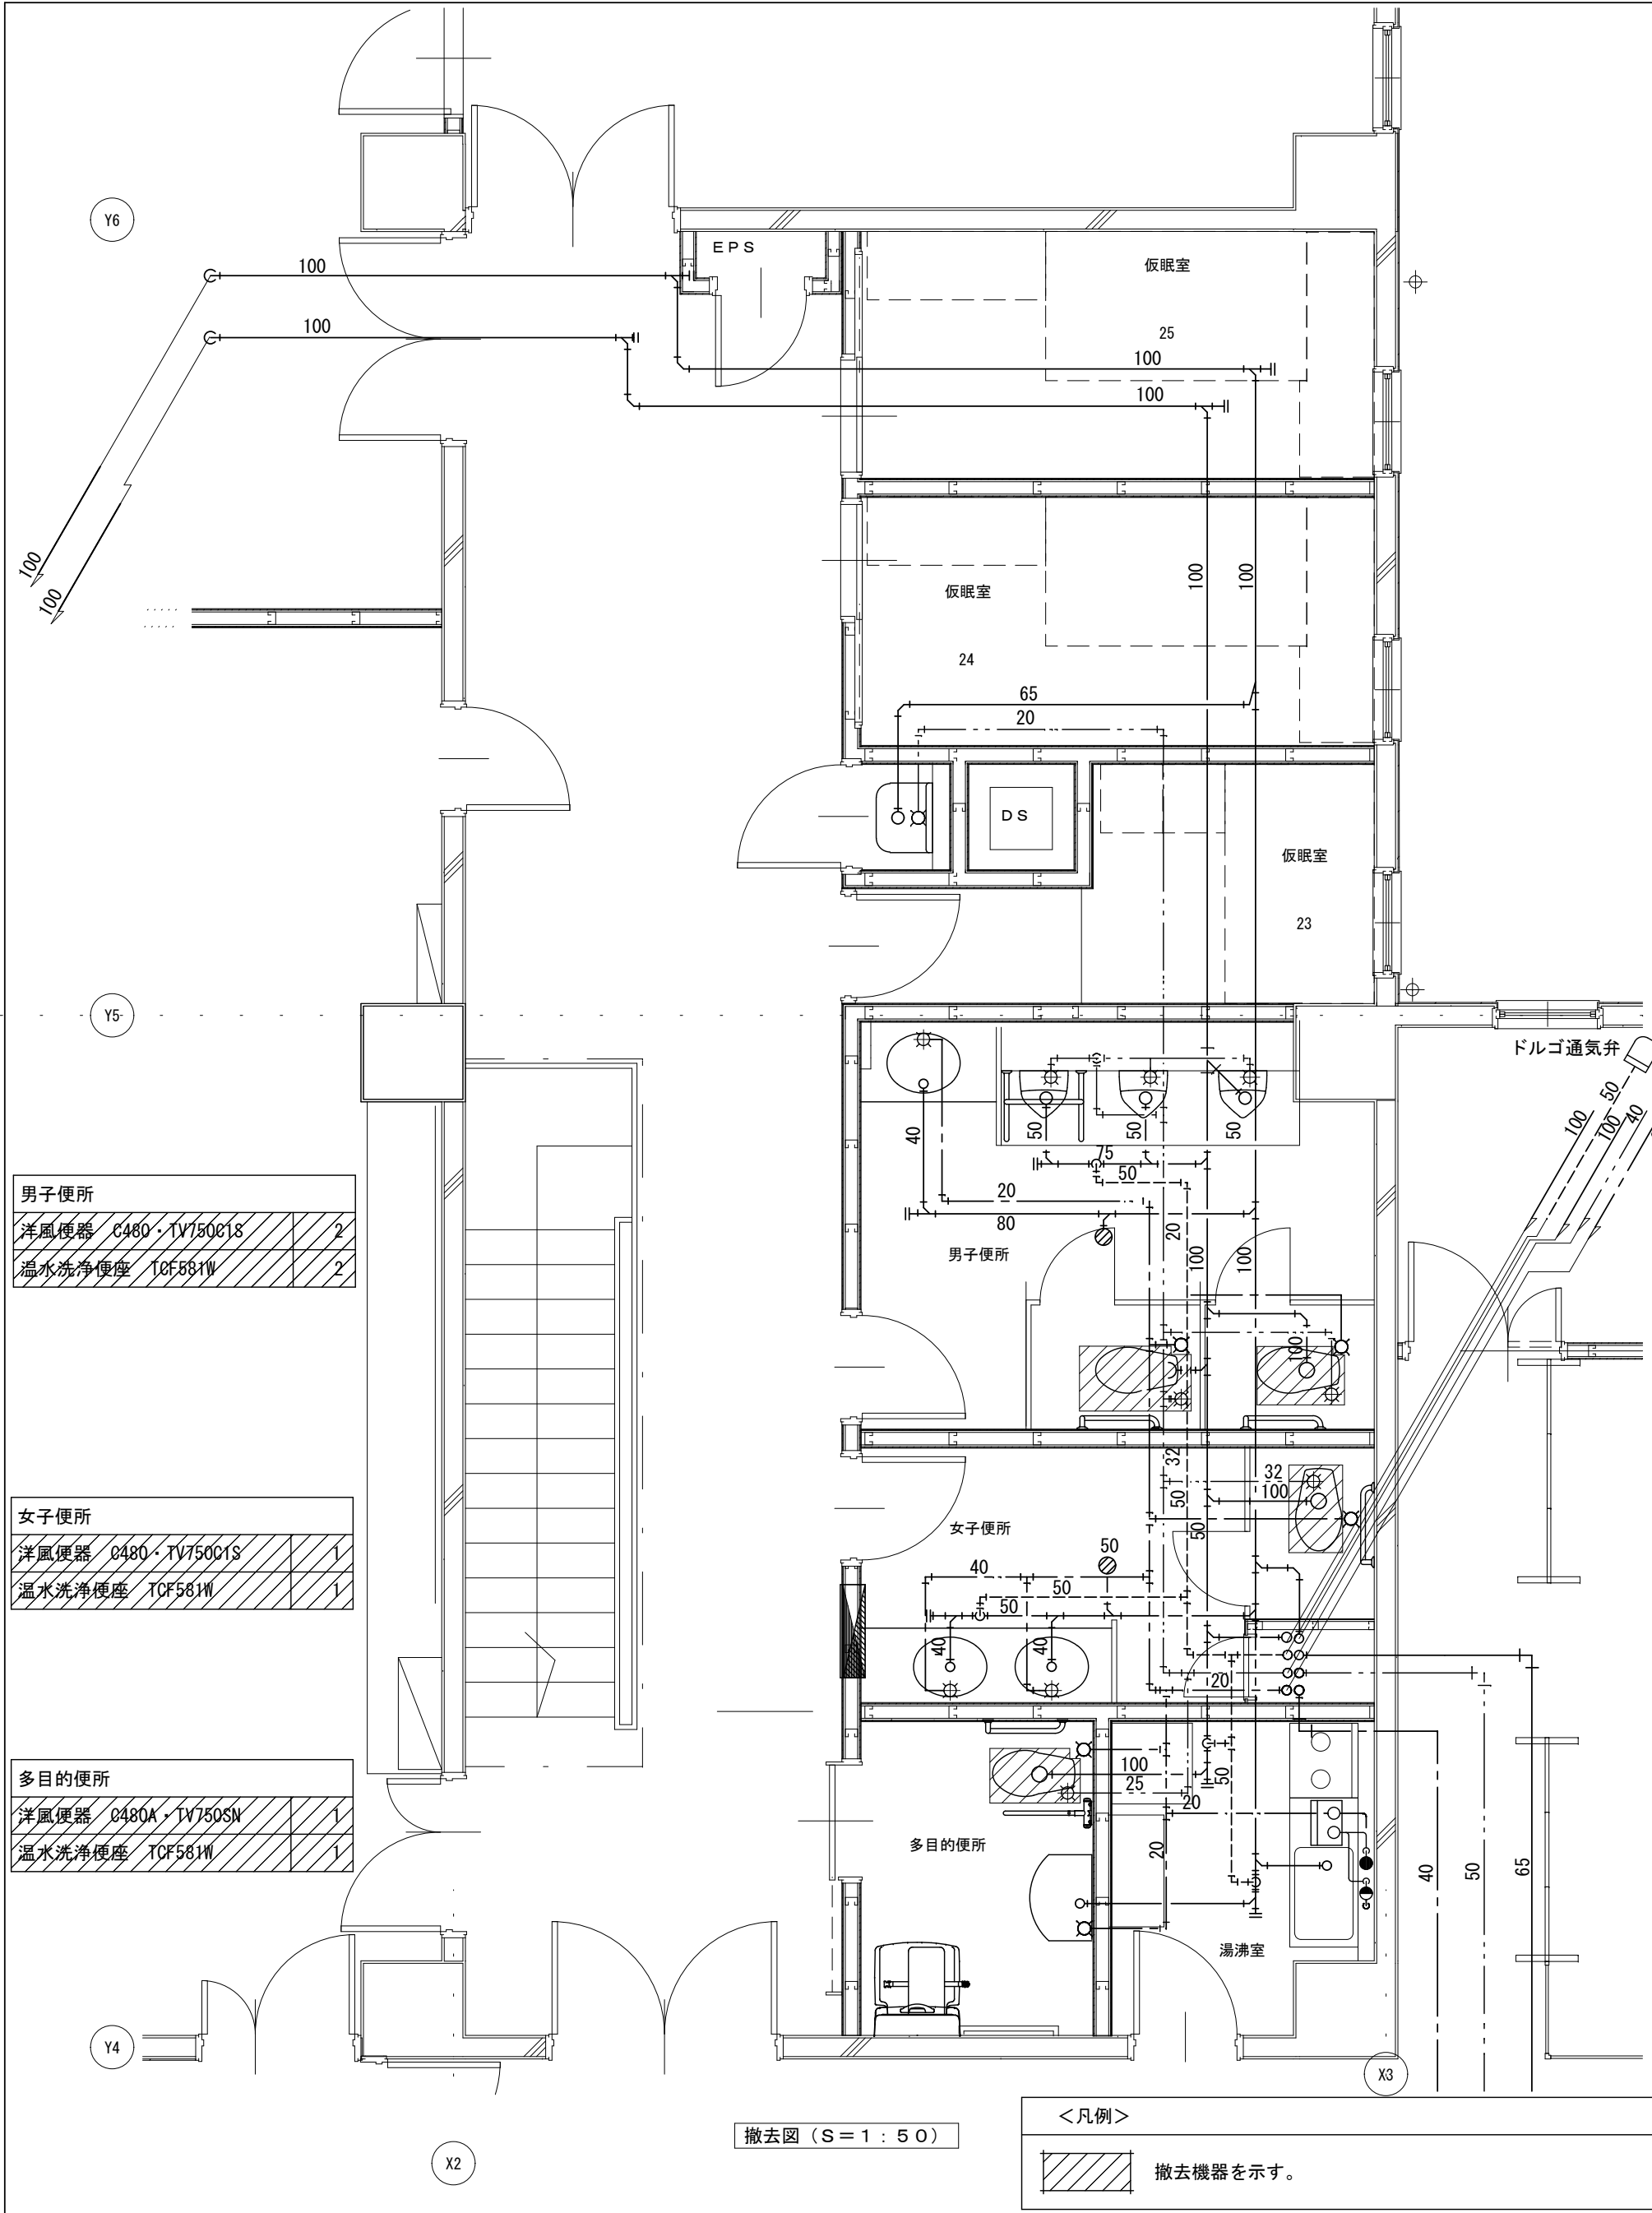 Y6
EPS
仮眠室
100
25
100
100
100
100
100
100
100
仮眠室
24
65
20
DS
仮眠室
23
Y5
ドルゴ通気弁
50
100
100
40
40
50
50
50
75
50
20
80
20
男子便所
100
100
100
男子便所
洋風便器 C480・TV750C1S 2
温水洗浄便座 TCF581W 2
32
32
50
100
50
女子便所
50
40
50
50
40
40
20
女子便所
洋風便器 C480・TV750C1S 1
温水洗浄便座 TCF581W 1
多目的便所
洋風便器 C480A・TV750SN 1
温水洗浄便座 TCF581W 1
100
25
50
20
20
多目的便所
40
50
65
湯沸室
Y4
X3
X2
撤去図（S＝1：50）
＜凡例＞
撤去機器を示す。